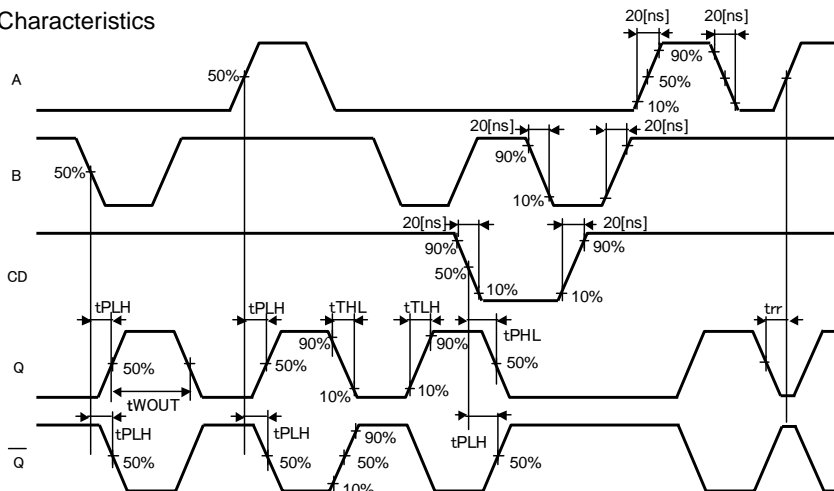 Characteristics
20[ns] 20[ns]
A 50% 90%
50%
10%
20[ns] 20[ns]
B 50% 90%
10%
20[ns] 20[ns]
CD 90% 90%
50%
10% 10%
tPLH tPLH tTHL tTLH tPHL trr
Q 50% 50% 90% 90% 50%
10% 10%
tWOUT
tPLH tPLH tPLH
Q 50% 50% 90% 50%
50%
10%